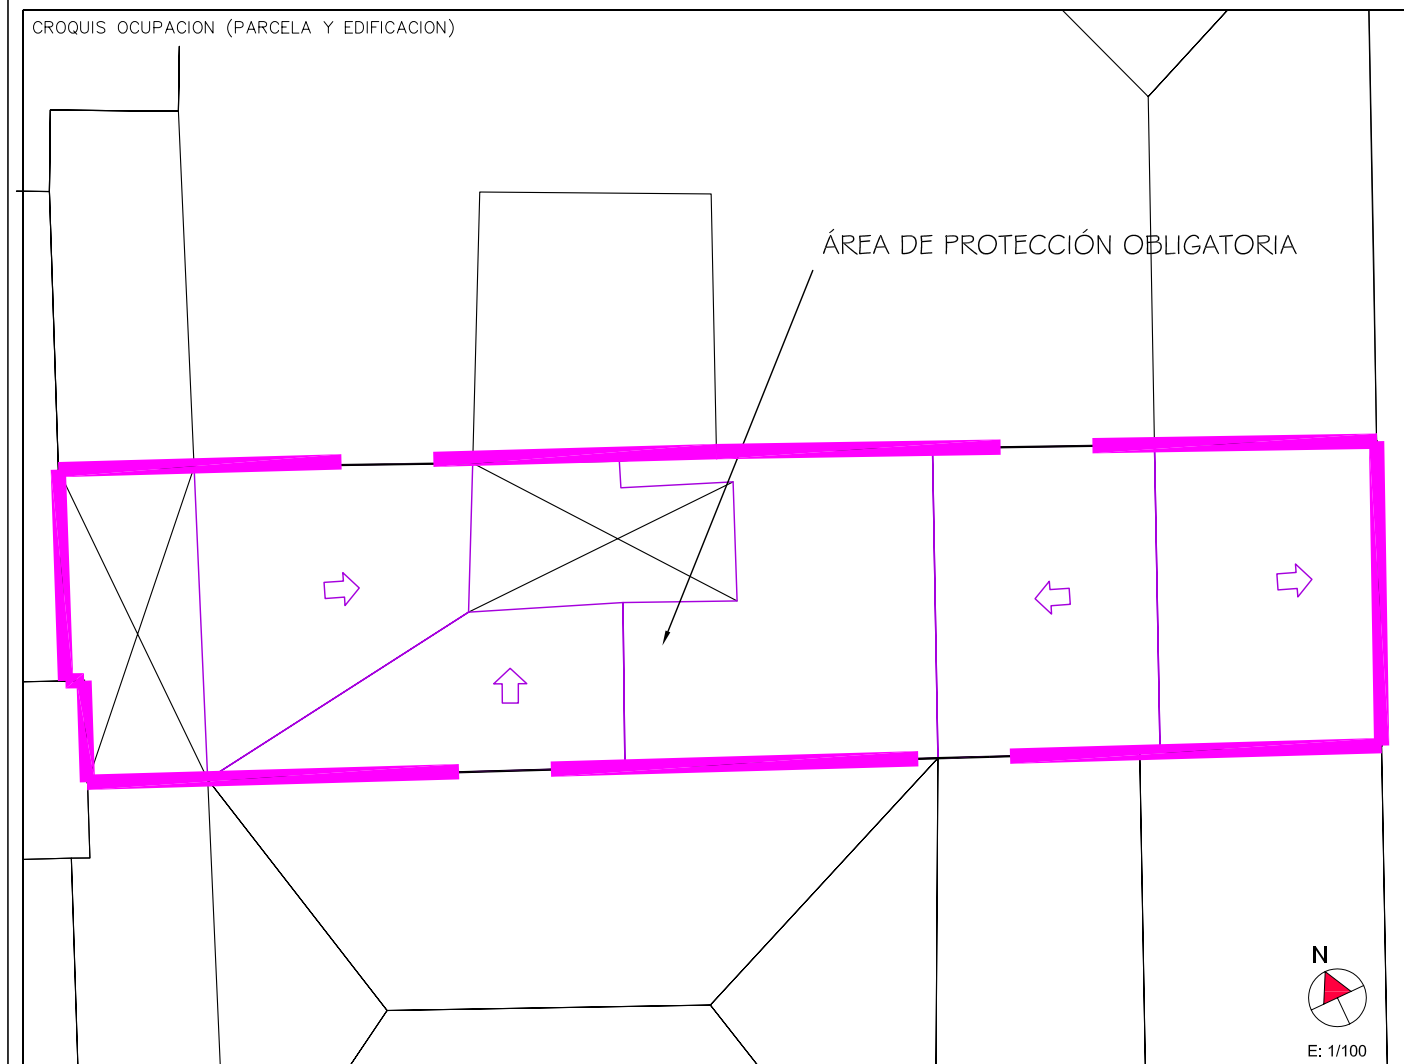 CROQUIS OCUPACION (PARCELA Y EDIFICACION)
ÁREA DE PROTECCIÓN OBLIGATORIA
N
E: 1/100